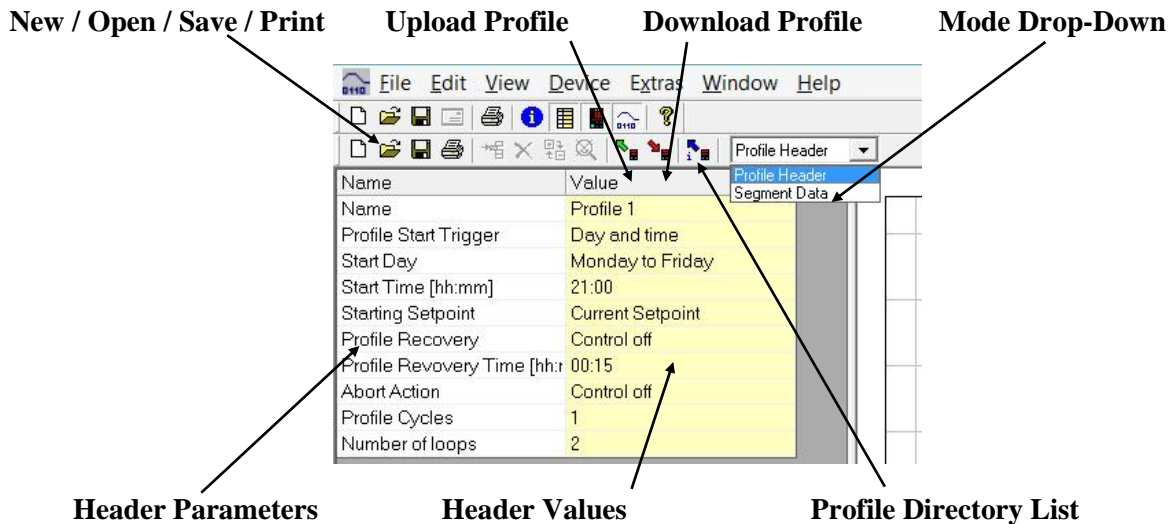 New / Open / Save / Print Upload Profile Download Profile Mode Drop-Down
File Edit View Device Extras Window Help
Profile Header
Profile Header
Segment Data
Name Value
Name Profile 1
Profile Start Trigger Day and time
Start Day Monday to Friday
Start Time [hh:mm] 21:00
Starting Setpoint Current Setpoint
Profile Recovery Control off
Profile Revovery Time [hh:r 00:15
Abort Action Control off
Profile Cycles 1
Number of loops 2
Header Parameters Header Values Profile Directory List